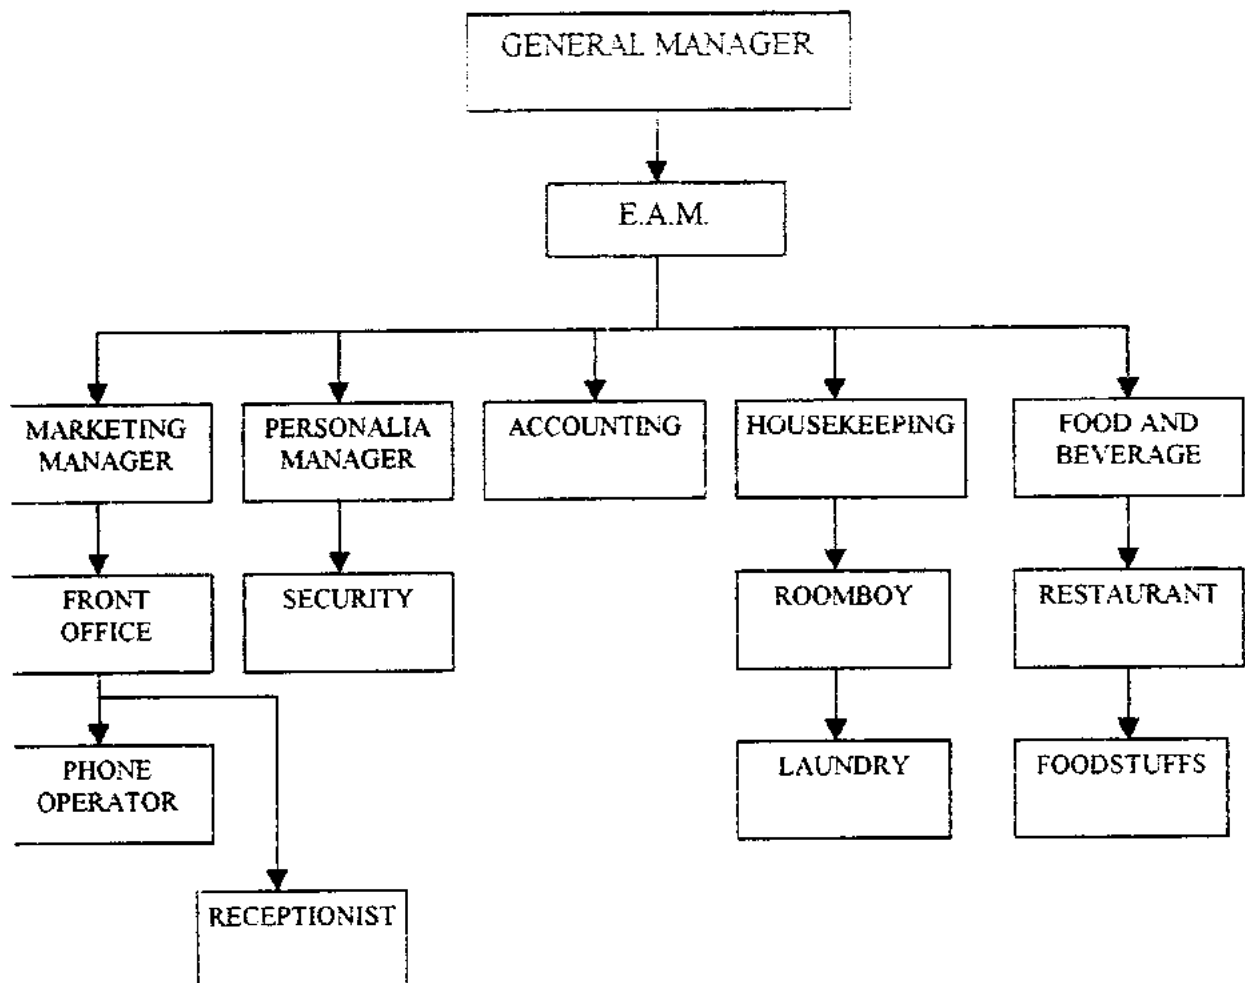 GENERAL MANAGER
E.A.M.
MARKETING
MANAGER
PERSONALIA
MANAGER
ACCOUNTING
HOUSEKEEPING
FOOD AND
BEVERAGE
FRONT
OFFICE
SECURITY
ROOMBOY
RESTAURANT
PHONE
OPERATOR
LAUNDRY
FOODSTUFFS
RECEPTIONIST